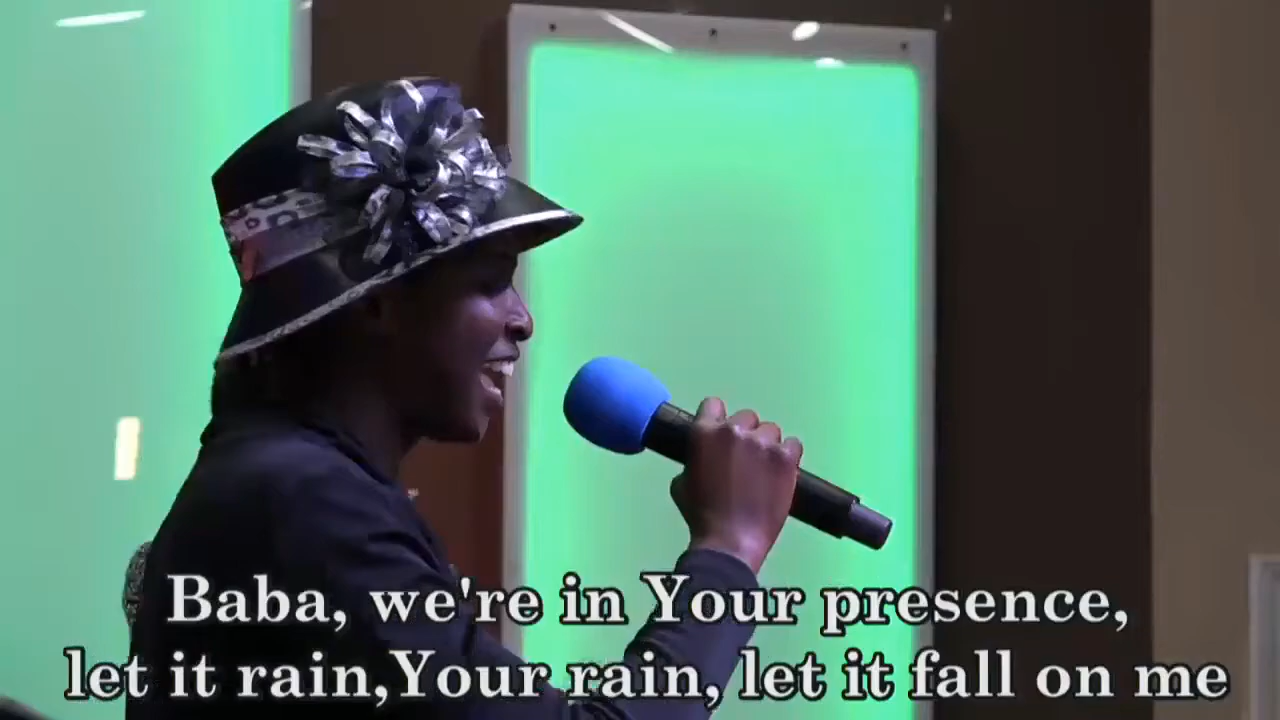 Baba, we're in Your presence,
let it rain,Your rain, let it fall on me